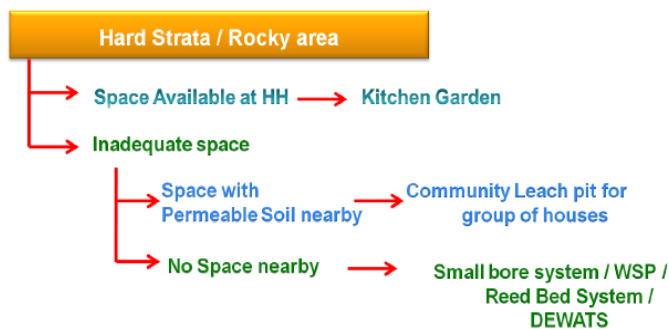 Hard Strata / Rocky area
Space Available at HH
Kitchen Garden
Inadequate space
Space with
Permeable Soil nearby
Community Leach pit for
group of houses
No Space nearby
Small bore system / WSP /
Reed Bed System /
DEWATS